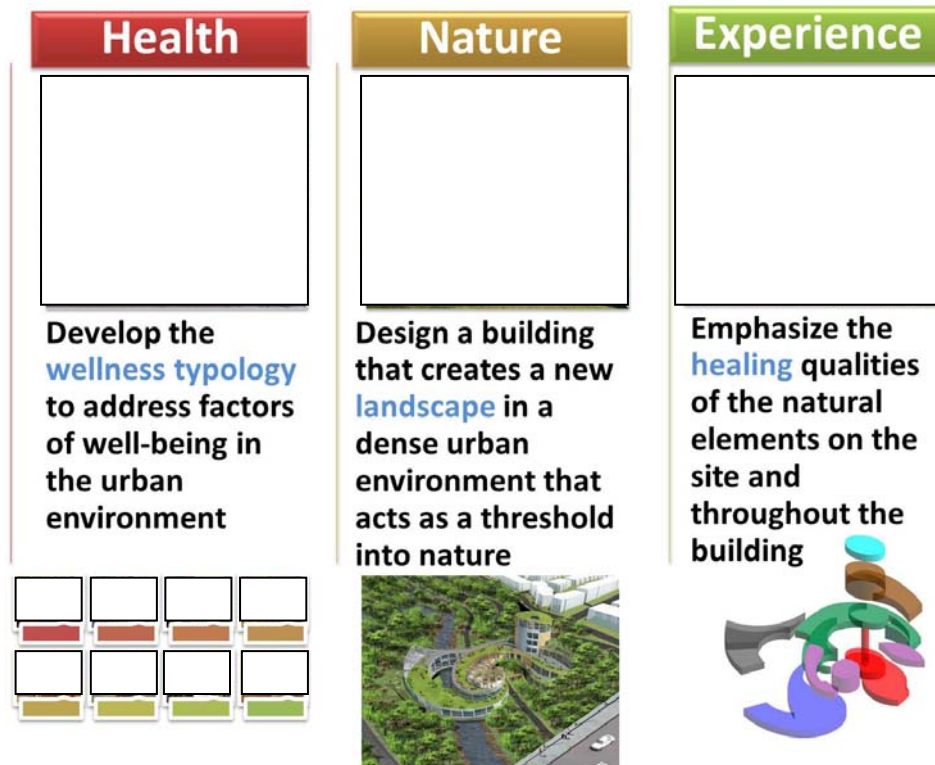 Health
Develop the
wellness typology
to address factors
of well-being in
the urban
environment
Nature
Design a building
that creates a new
landscape in a
dense urban
environment that
acts as a threshold
into nature
Experience
Emphasize the
healing qualities
of the natural
elements on the
site and
throughout the
building